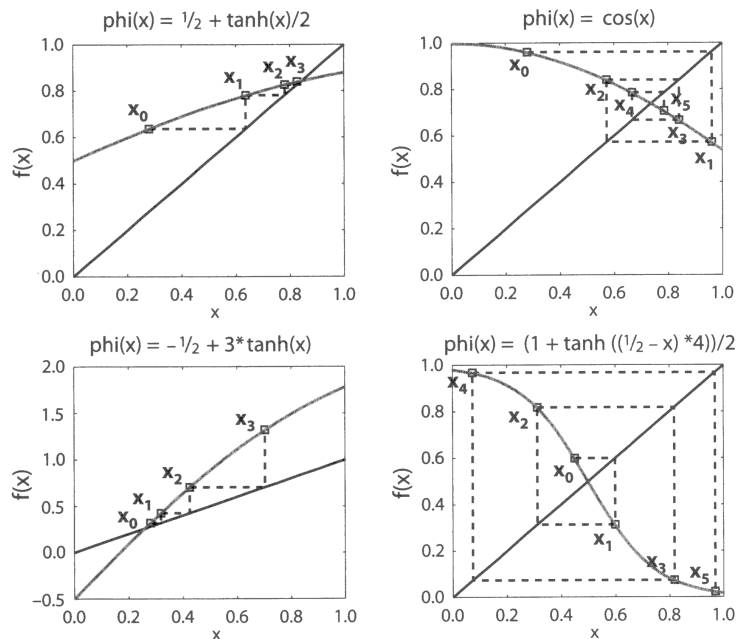 phi(x) = 1/2 + tanh(x)/2
1.0
0.8
0.6
0.4
0.2
0.0
f(x)
x0
x1
x2
x3
0.0 0.2 0.4 0.6 0.8 1.0
x
phi(x) = cos(x)
1.0
0.8
0.6
0.4
0.2
0.0
f(x)
x0
x2
x4
x5
x3
x1
0.0 0.2 0.4 0.6 0.8 1.0
x
phi(x) = –1/2 + 3* tanh(x)
2.0
1.5
1.0
0.5
0.0
–0.5
f(x)
x0
x1
x2
x3
0.0 0.2 0.4 0.6 0.8 1.0
x
phi(x) = (1 + tanh ((1/2 – x) *4))/2
1.0
0.8
0.6
0.4
0.2
0.0
f(x)
x4
x2
x0
x1
x3
x5
0.0 0.2 0.4 0.6 0.8 1.0
x